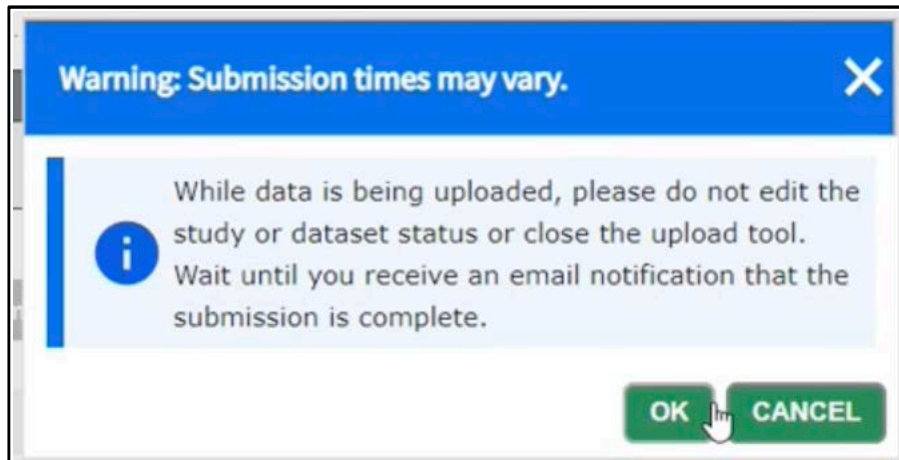 Warning: Submission times may vary.
While data is being uploaded, please do not edit the
study or dataset status or close the upload tool.
Wait until you receive an email notification that the
submission is complete.
OK CANCEL